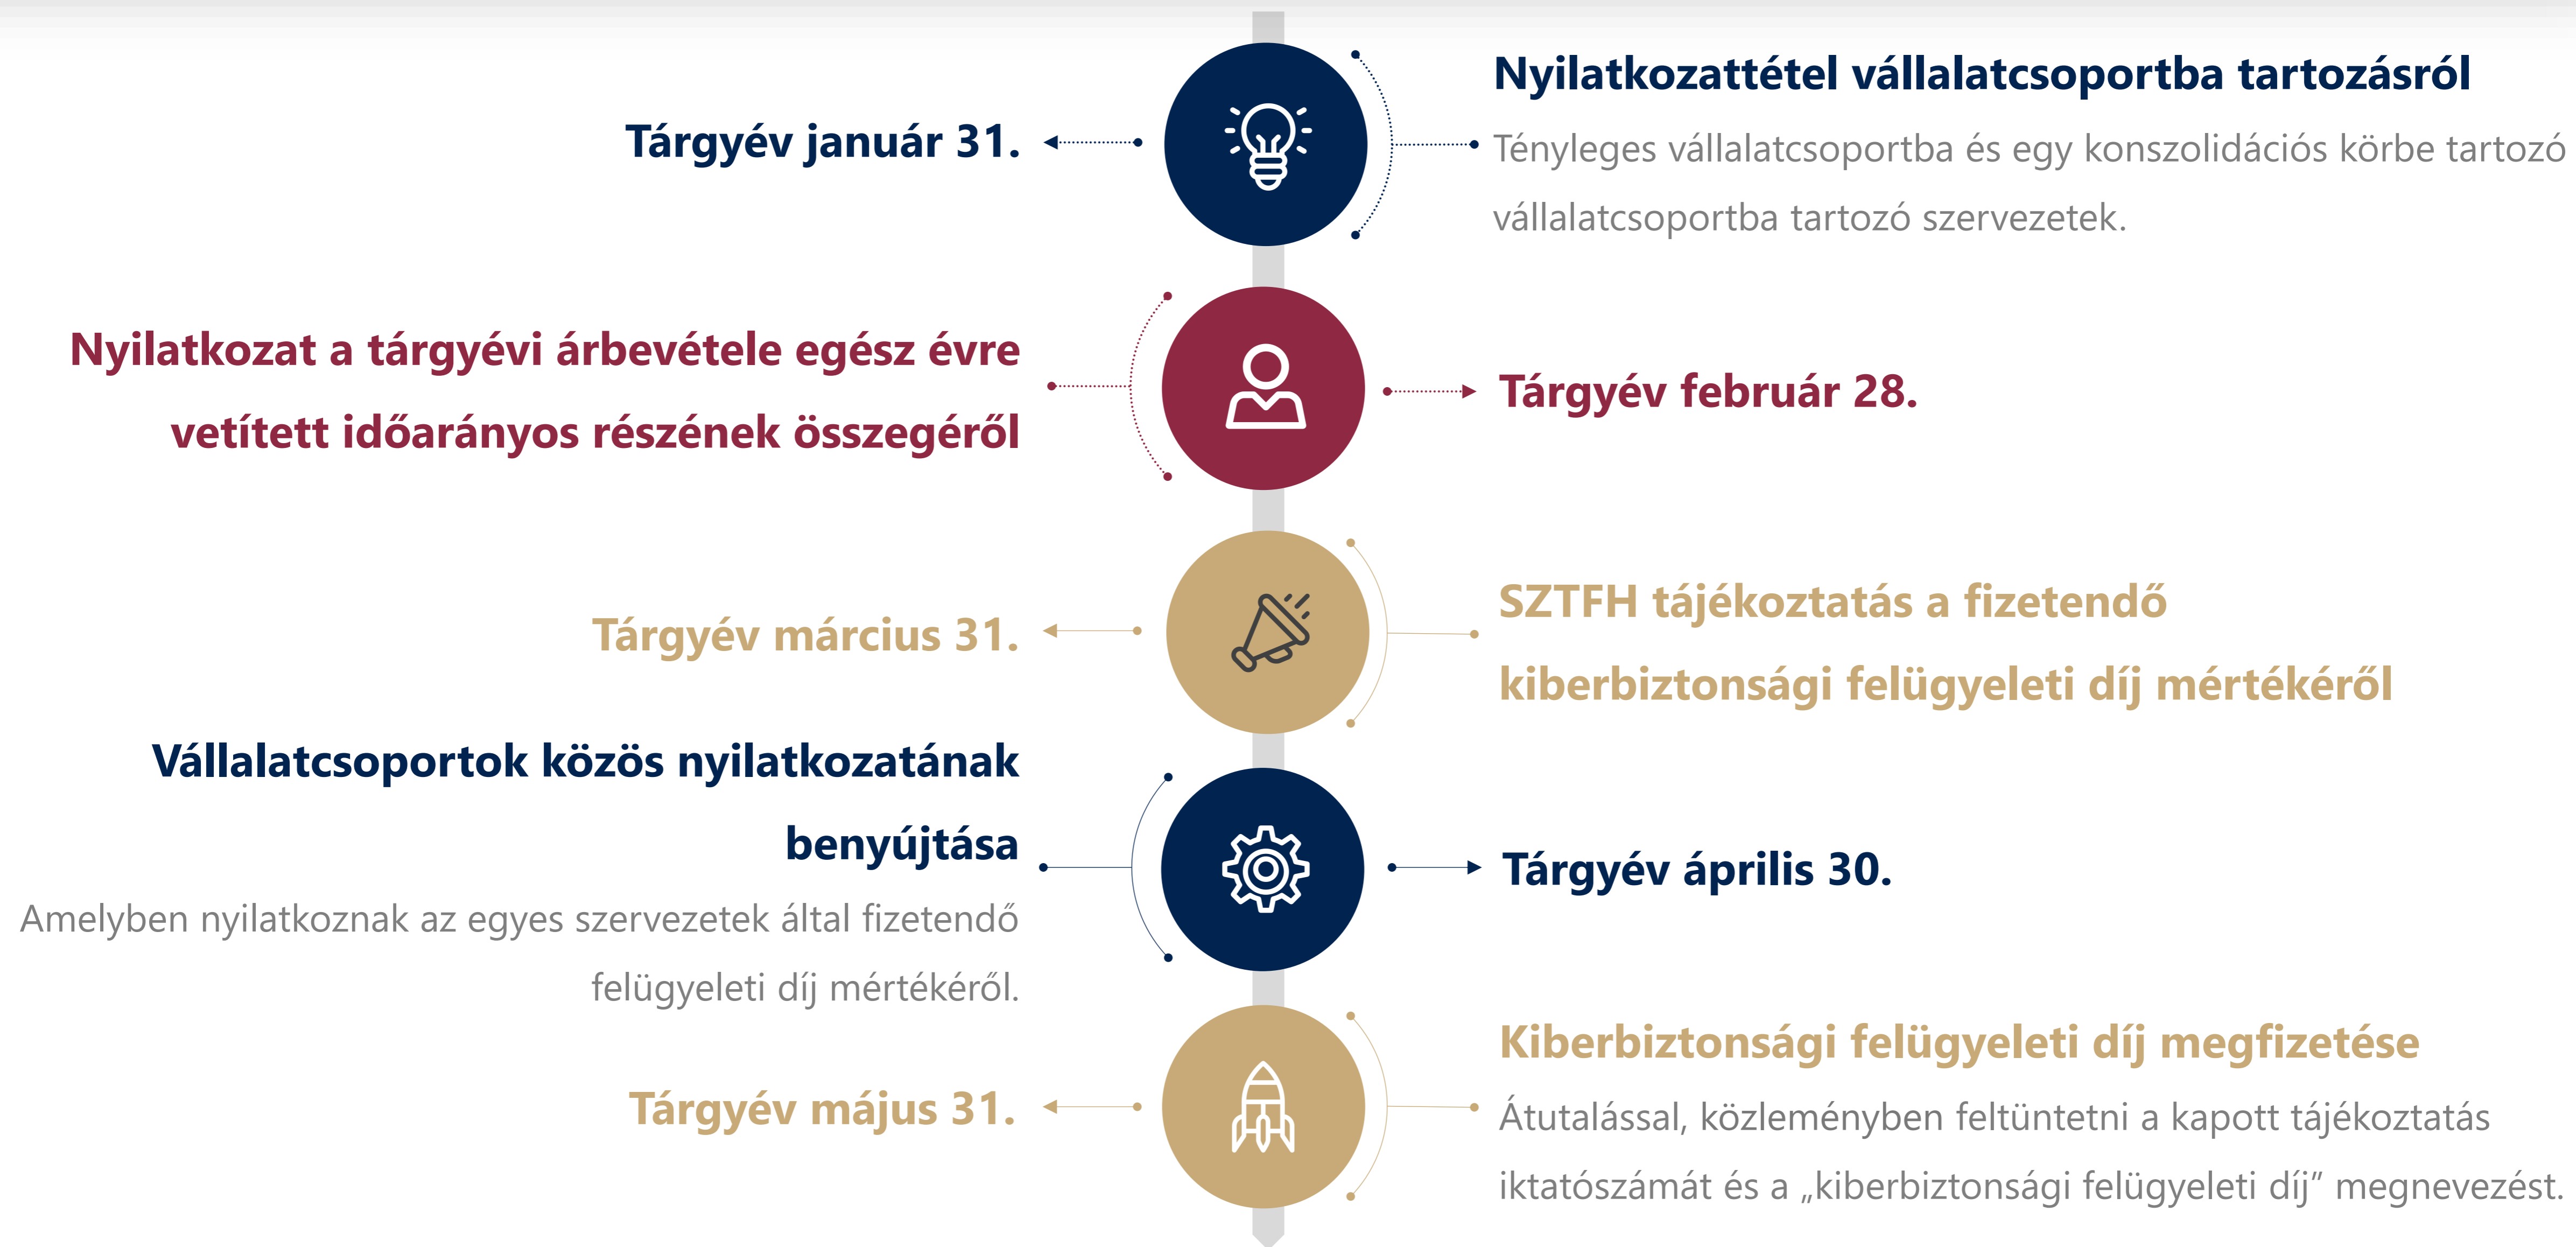 Tárgyév január 31.
Nyilatkozattétel vállalatcsoportba tartozásról
Tényleges vállalatcsoportba és egy konszolidációs körbe tartozó
vállalatcsoportba tartozó szervezetek.
Nyilatkozat a tárgyévi árbevétele egész évre
vetített időarányos részének összegéről
Tárgyév február 28.
Tárgyév március 31.
SZTFH tájékoztatás a fizetendő
kiberbiztonsági felügyeleti díj mértékéről
Vállalatcsoportok közös nyilatkozatának
benyújtása
Amelyben nyilatkoznak az egyes szervezetek által fizetendő
felügyeleti díj mértékéről.
Tárgyév április 30.
Tárgyév május 31.
Kiberbiztonsági felügyeleti díj megfizetése
Átutalással, közleményben feltüntetni a kapott tájékoztatás
iktatószámát és a „kiberbiztonsági felügyeleti díj” megnevezést.